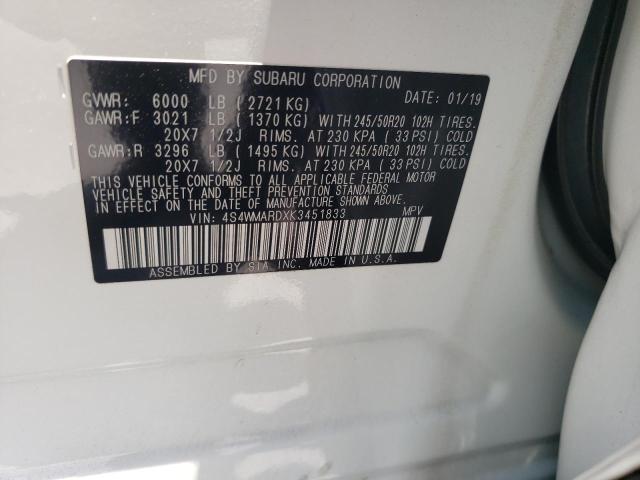 MFD BY SUBARU CORPORATION
GVWR: 6000 LB ( 2721 KG) DATE: 01/19
GAWR:F 3021 LB ( 1370 KG) WITH 245/50R20 102H TIRES.
20X7 1/2J RIMS. AT 230 KPA ( 33 PSI) COLD
GAWR:R 3296 LB ( 1495 KG) WITH 245/50R20 102H TIRES.
20X7 1/2J RIMS. AT 230 KPA ( 33 PSI) COLD
THIS VEHICLE CONFORMS TO ALL APPLICABLE FEDERAL MOTOR
VEHICLE SAFETY AND THEFT PREVENTION STANDARDS
IN EFFECT ON THE DATE OF MANUFACTURE SHOWN ABOVE.
VIN: 4S4WMARDXK3451833 MPV
ASSEMBLED BY SIA INC. MADE IN U.S.A.